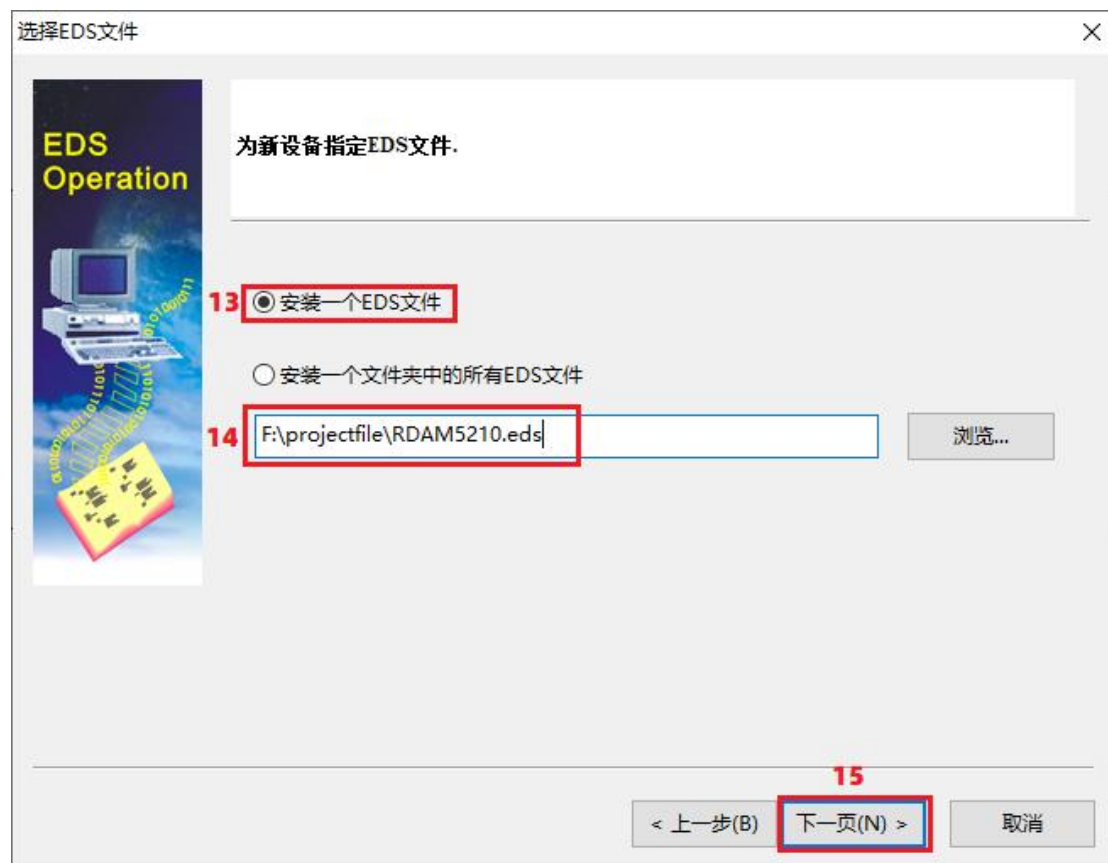 选择EDS文件
EDS
Operation
为新设备指定EDS文件.
13 安装一个EDS文件
安装一个文件夹中的所有EDS文件
14 F:\projectfile\RDAM5210.eds 浏览...
15
< 上一步(B) 下一页(N) > 取消